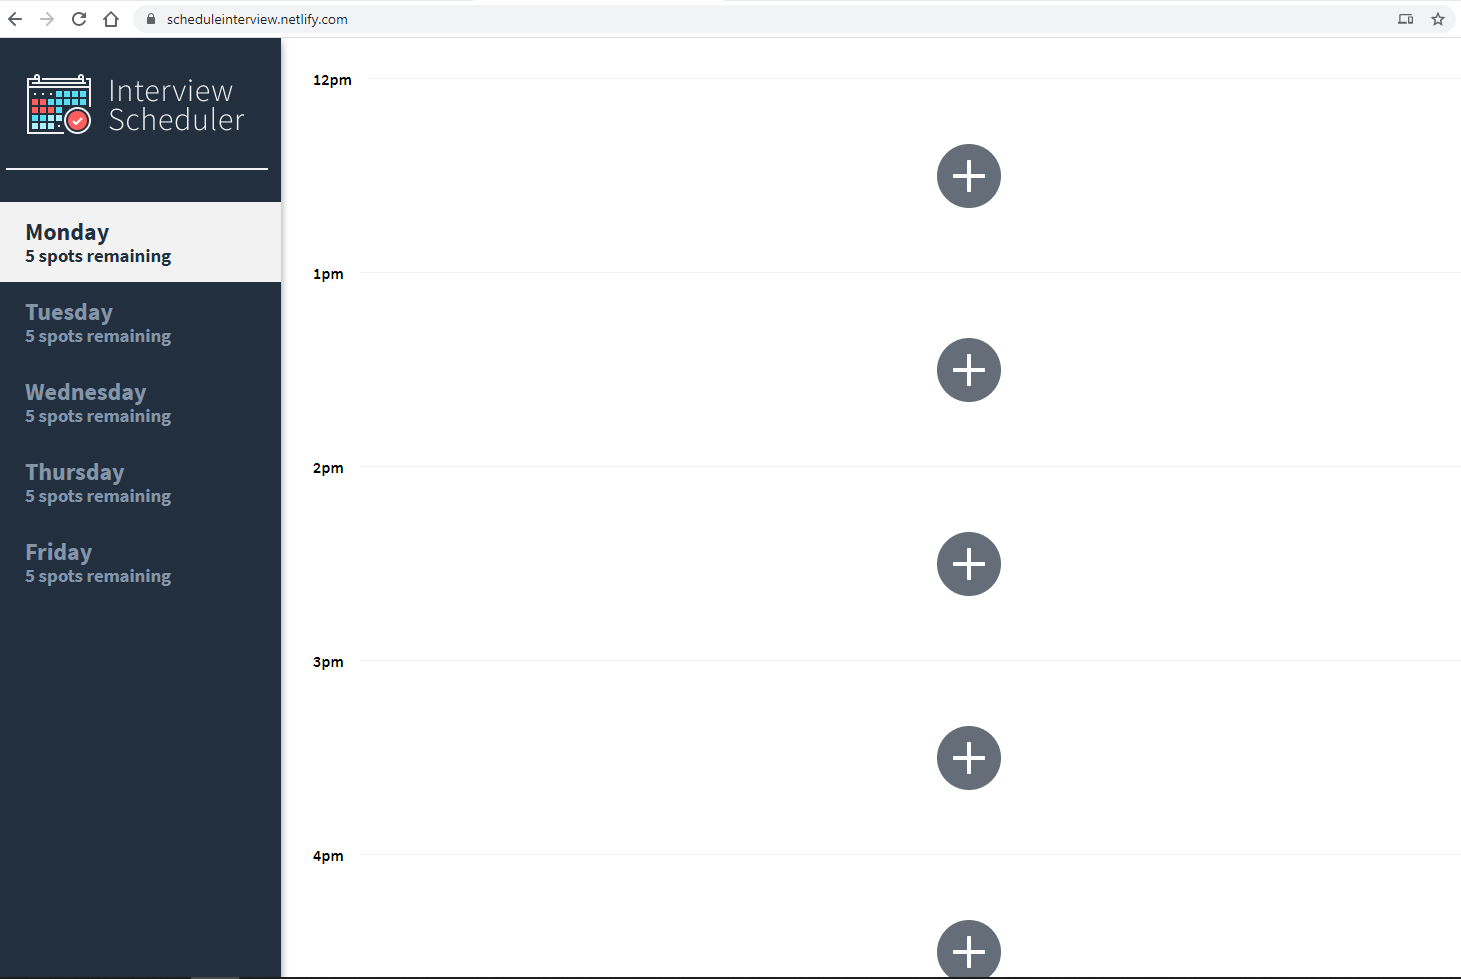 scheduleinterview.netlify.com
Interview
Scheduler
Monday
5 spots remaining
Tuesday
5 spots remaining
Wednesday
5 spots remaining
Thursday
5 spots remaining
Friday
5 spots remaining
12pm
1pm
2pm
3pm
4pm